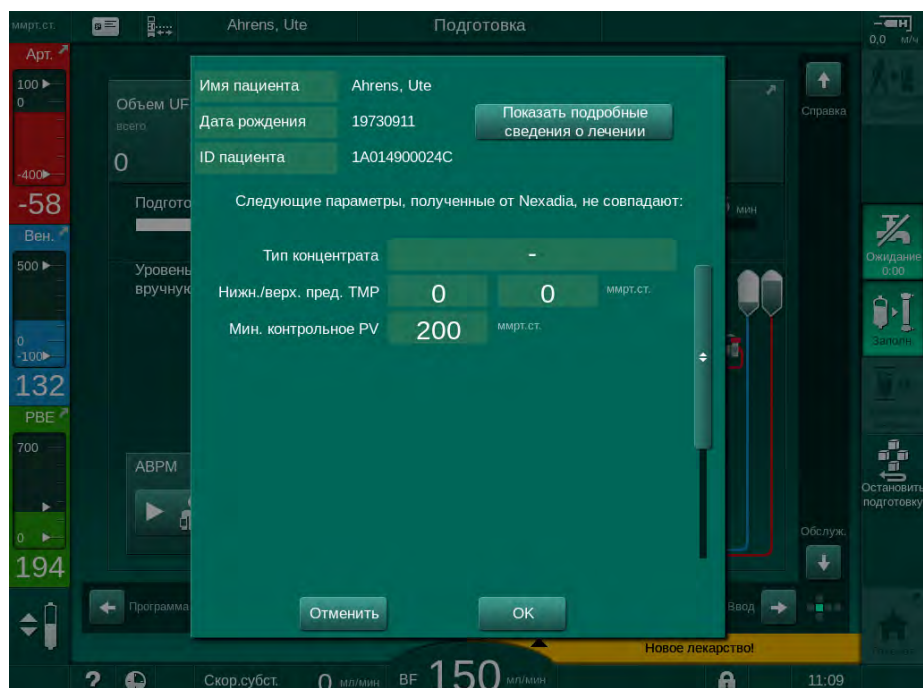 ммрт.ст.
Ahrens, Ute
Подготовка
0,0 м/ч
Арт.
100
0
-400
-58
Вен.
500
0
-100
132
PBE
700
0
194
Объем UF
всего
0
Подгото
мин
Уровень
вручную
ABPM
Имя пациента Ahrens, Ute
Дата рождения 19730911
Показать подробные
сведения о лечении
ID пациента 1A014900024C
Следующие параметры, полученные от Nexadia, не совпадают:
Тип концентрата -
Нижн./верх. пред. TMP 0 0 ммрт.ст.
Мин. контрольное PV 200 ммрт.ст.
Отменить
OK
Справка
Обслуж.
Ожидание
0:00
Заполн.
Остановить
подготовку
Программа
Ввод
Новое лекарство!
?
Скор.субст. 0 мл/мин
BF 150 мл/мин
11:09